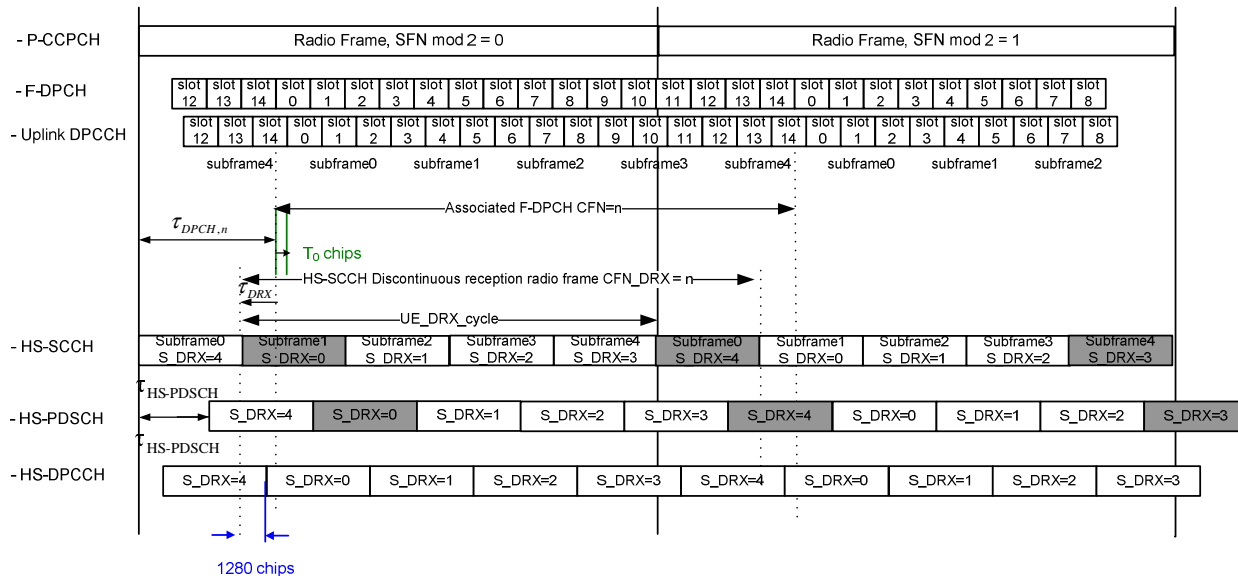 - P-CCPCH
Radio Frame, SFN mod 2 = 0
Radio Frame, SFN mod 2 = 1
- F-DPCH
slot 12 slot 13 slot 14 slot 0 slot 1 slot 2 slot 3 slot 4 slot 5 slot 6 slot 7 slot 8 slot 9 slot 10 slot 11 slot 12 slot 13 slot 14 slot 0 slot 1 slot 2 slot 3 slot 4 slot 5 slot 6 slot 7 slot 8
- Uplink DPCCH
slot 12 slot 13 slot 14 slot 0 slot 1 slot 2 slot 3 slot 4 slot 5 slot 6 slot 7 slot 8 slot 9 slot 10 slot 11 slot 12 slot 13 slot 14 slot 0 slot 1 slot 2 slot 3 slot 4 slot 5 slot 6 slot 7 slot 8
subframe4 subframe0 subframe1 subframe2 subframe3 subframe4 subframe0 subframe1 subframe2
Associated F-DPCH CFN=n
τDPCH,n
T0 chips
HS-SCCH Discontinuous reception radio frame CFN_DRX = n
τDRX
UE_DRX_cycle
- HS-SCCH
Subframe0 Subframe1 Subframe2 Subframe3 Subframe4 Subframe0 Subframe1 Subframe2 Subframe3 Subframe4
S_DRX=4 S_DRX=0 S_DRX=1 S_DRX=2 S_DRX=3 S_DRX=4 S_DRX=0 S_DRX=1 S_DRX=2 S_DRX=3
τHS-PDSCH
- HS-PDSCH
S_DRX=4 S_DRX=0 S_DRX=1 S_DRX=2 S_DRX=3 S_DRX=4 S_DRX=0 S_DRX=1 S_DRX=2 S_DRX=3
τHS-PDSCH
- HS-DPCCH
S_DRX=4 S_DRX=0 S_DRX=1 S_DRX=2 S_DRX=3 S_DRX=4 S_DRX=0 S_DRX=1 S_DRX=2 S_DRX=3
1280 chips